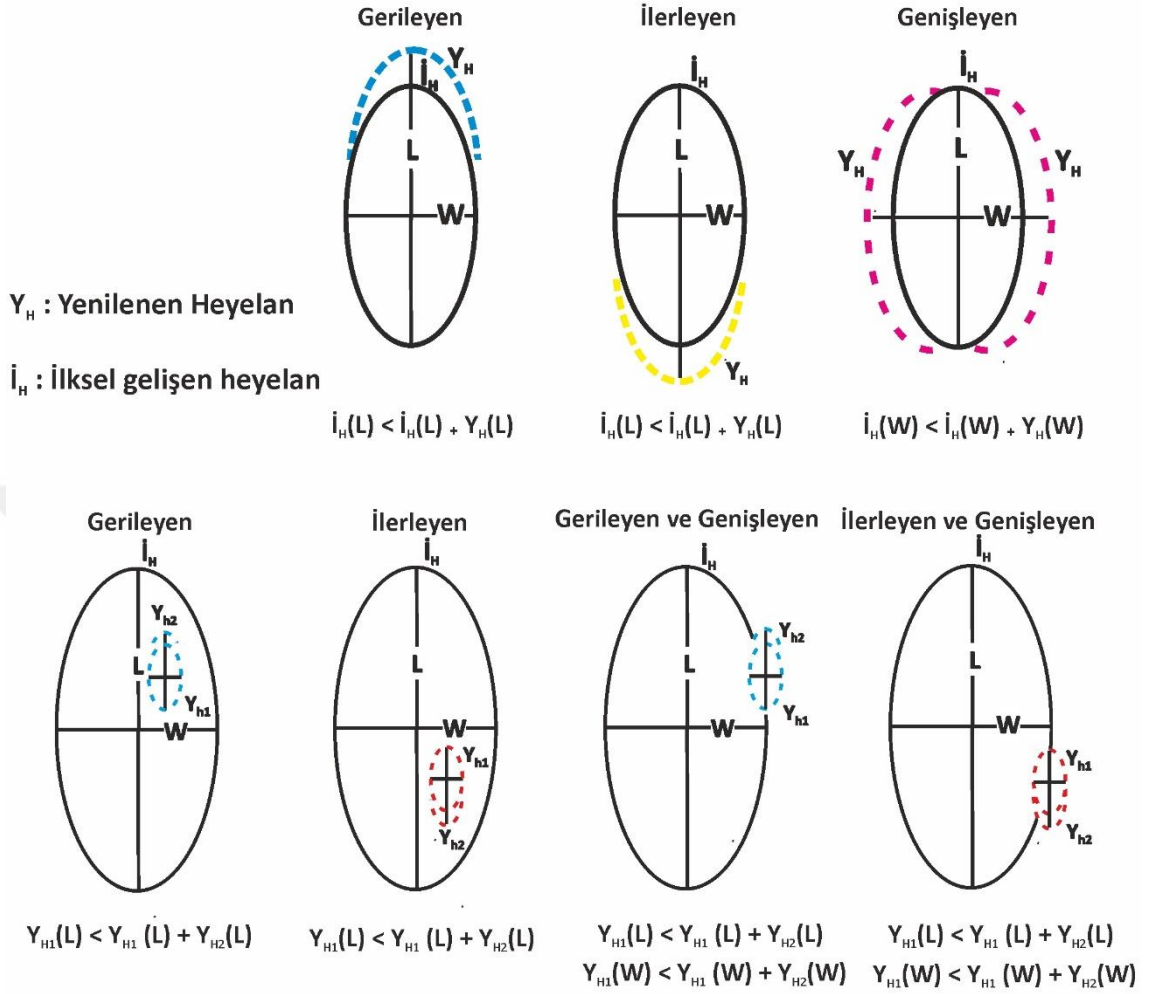 Gerileyen
İlerleyen
Genişleyen
Y_H
İ_H
L
W
İ_H
L
W
Y_H
İ_H
L
Y_H
Y_H
W
Y_H : Yenilenen Heyelan
İ_H : İlksel gelişen heyelan
İ_H(L) < İ_H(L) + Y_H(L)
İ_H(L) < İ_H(L) + Y_H(L)
İ_H(W) < İ_H(W) + Y_H(W)
Gerileyen
İlerleyen
Gerileyen ve Genişleyen
İlerleyen ve Genişleyen
İ_H
Y_h2
L
Y_h1
W
İ_H
L
W
Y_h1
Y_h2
İ_H
Y_h2
L
Y_h1
W
İ_H
L
W
Y_h1
Y_h2
Y_H1(L) < Y_H1 (L) + Y_H2(L)
Y_H1(L) < Y_H1 (L) + Y_H2(L)
Y_H1(L) < Y_H1 (L) + Y_H2(L)
Y_H1(W) < Y_H1 (W) + Y_H2(W)
Y_H1(L) < Y_H1 (L) + Y_H2(L)
Y_H1(W) < Y_H1 (W) + Y_H2(W)